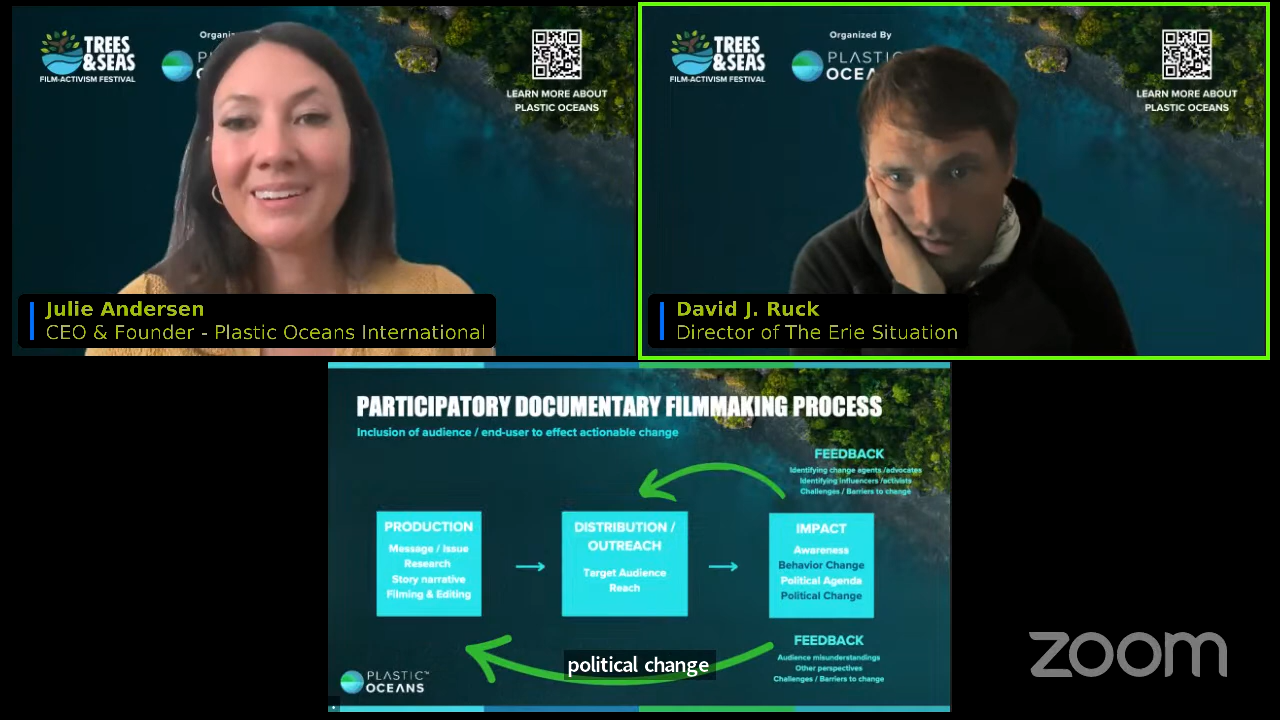 TREES
&SEAS
FILM-ACTIVISM FESTIVAL
LEARN MORE ABOUT
PLASTIC OCEANS
Julie Andersen
CEO & Founder - Plastic Oceans International
TREES
&SEAS
FILM-ACTIVISM FESTIVAL
Organized By
PLASTIC
LEARN MORE ABOUT
PLASTIC OCEANS
David J. Ruck
Director of The Erie Situation
PARTICIPATORY DOCUMENTARY FILMMAKING PROCESS
Inclusion of audience / end-user to effect actionable change
FEEDBACK
Identifying change agents /advocates
Identifying influencers /activists
Challenges / Barriers to change
PRODUCTION
Message / Issue
Research
Story narrative
Filming & Editing
DISTRIBUTION /
OUTREACH
Target Audience
Reach
IMPACT
Awareness
Behavior Change
Political Agenda
Political Change
FEEDBACK
Audience misunderstandings
Other perspectives
Challenges / Barriers to change
political change
PLASTIC™
OCEANS
zoom